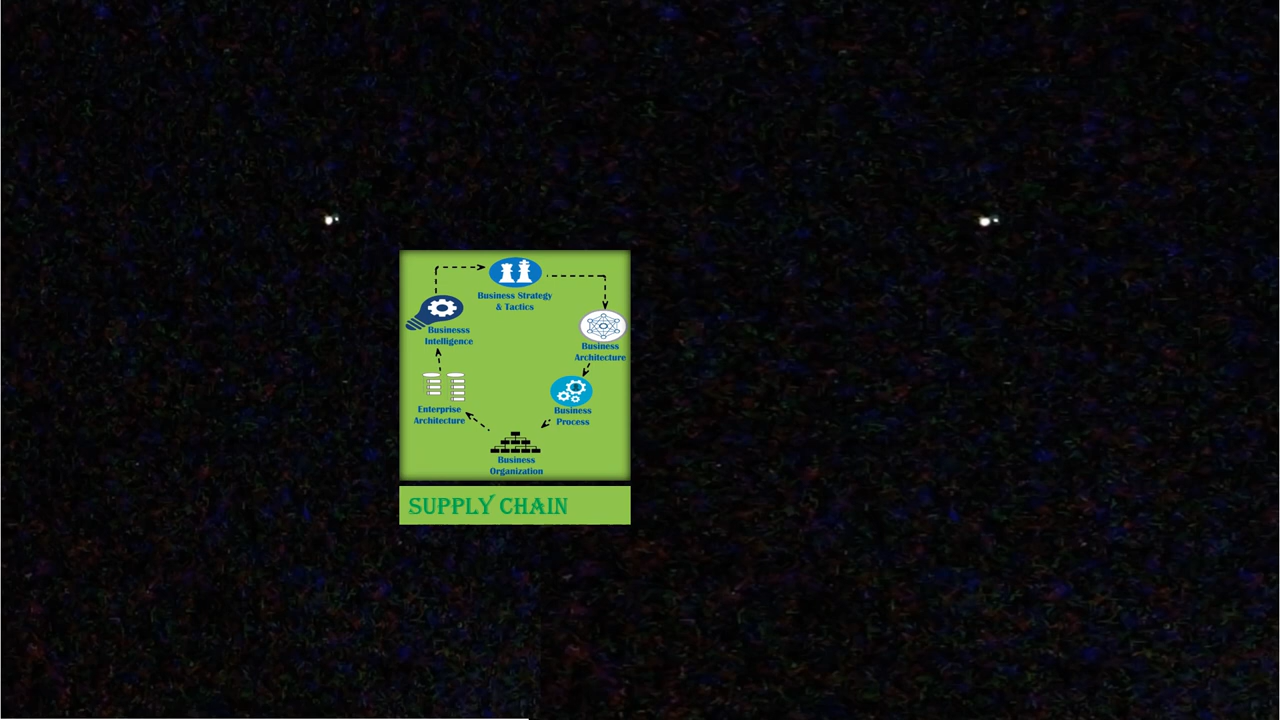 Business Strategy
& Tactics
Businesss
Intelligence
Business
Architecture
Enterprise
Architecture
Business
Process
Business
Organization
SUPPLY CHAIN